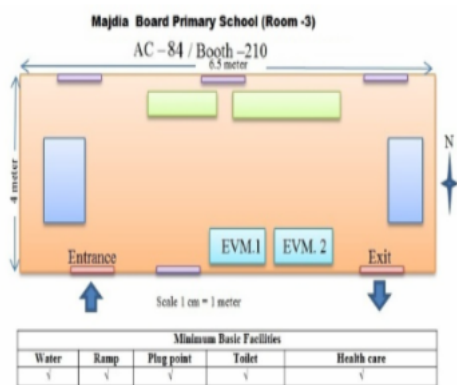 Majdia Board Primary School (Room -3)
AC – 84 / Booth –210
6.5 meter
4 meter
N
EVM.1 EVM. 2
Entrance Exit
Scale 1 cm = 1 meter
Minimum Basic Facilities
Water Ramp Plug point Toilet Health care
√ √ √ √ √